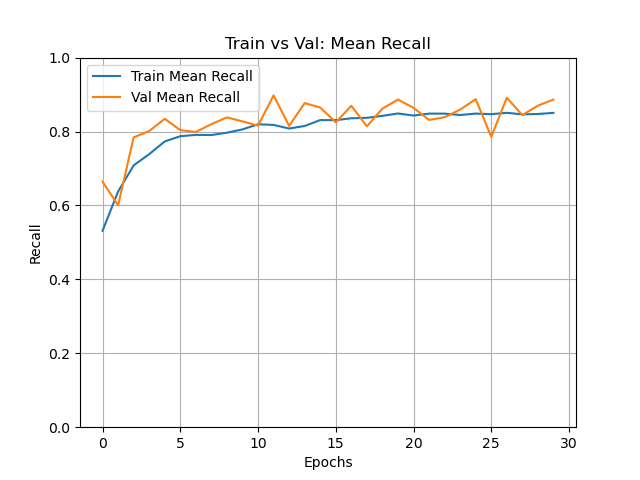 Train vs Val: Mean Recall
Train Mean Recall
Val Mean Recall
Recall
1.0
0.8
0.6
0.4
0.2
0.0
0 5 10 15 20 25 30
Epochs